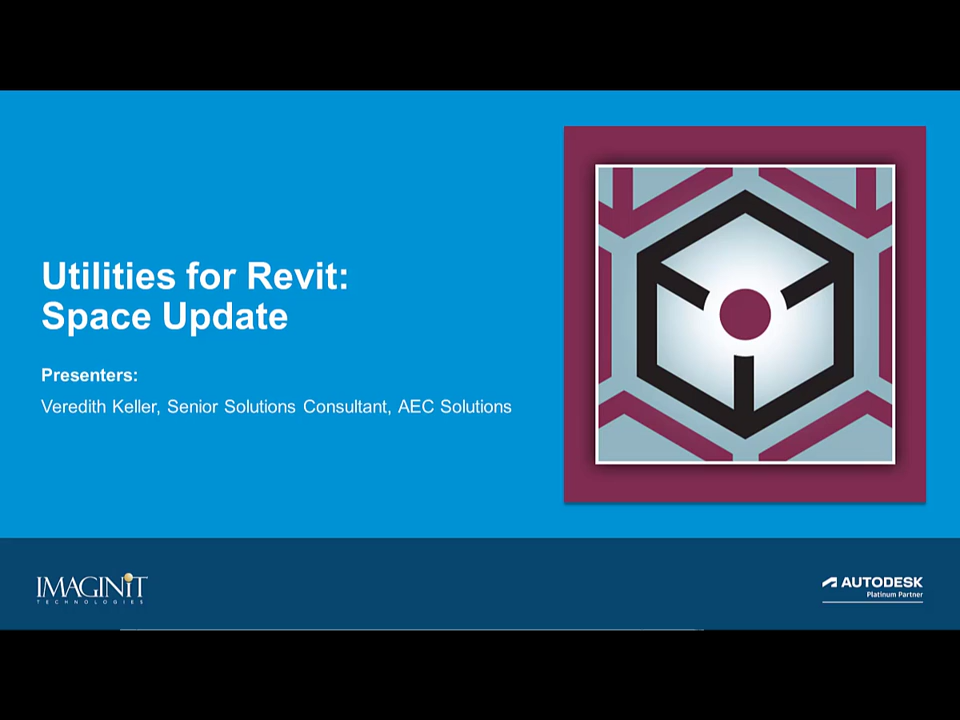 Utilities for Revit:
Space Update
Presenters:
Veredith Keller, Senior Solutions Consultant, AEC Solutions
IMAGINiT
TECHNOLOGIES
AUTODESK
Platinum Partner